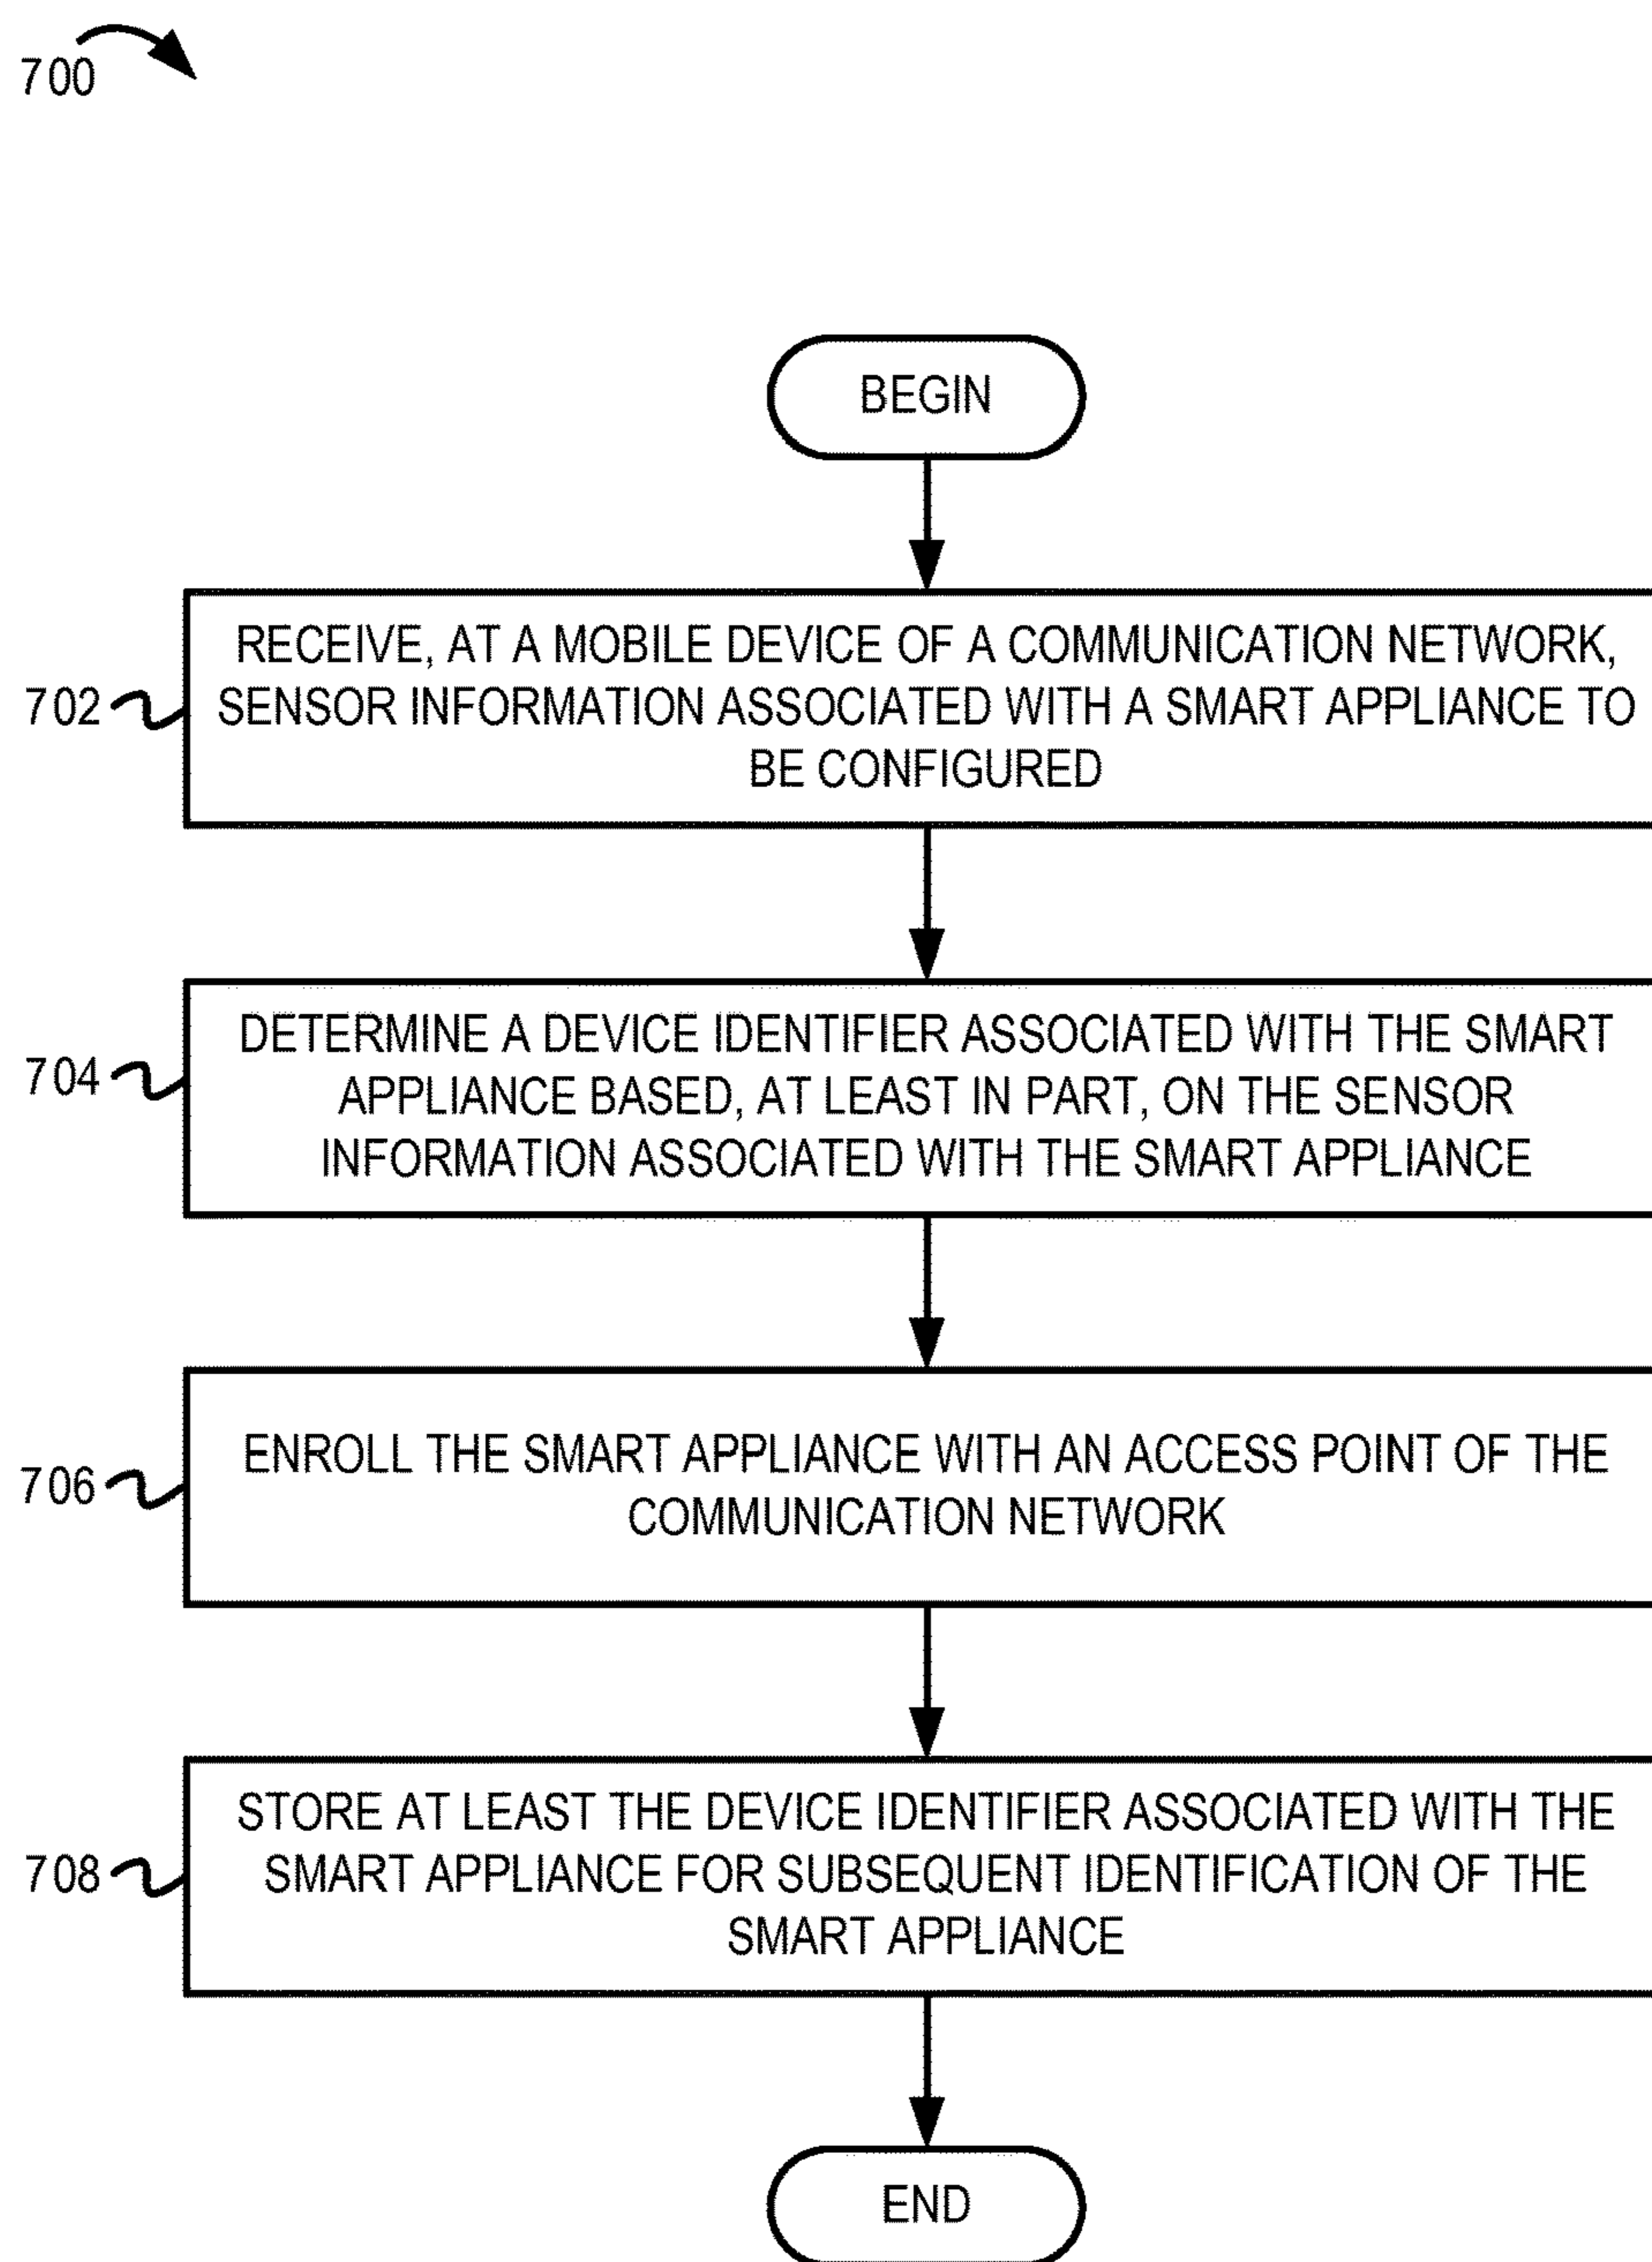 700
BEGIN
702
RECEIVE, AT A MOBILE DEVICE OF A COMMUNICATION NETWORK,
SENSOR INFORMATION ASSOCIATED WITH A SMART APPLIANCE TO
BE CONFIGURED
704
DETERMINE A DEVICE IDENTIFIER ASSOCIATED WITH THE SMART
APPLIANCE BASED, AT LEAST IN PART, ON THE SENSOR
INFORMATION ASSOCIATED WITH THE SMART APPLIANCE
706
ENROLL THE SMART APPLIANCE WITH AN ACCESS POINT OF THE
COMMUNICATION NETWORK
708
STORE AT LEAST THE DEVICE IDENTIFIER ASSOCIATED WITH THE
SMART APPLIANCE FOR SUBSEQUENT IDENTIFICATION OF THE
SMART APPLIANCE
END